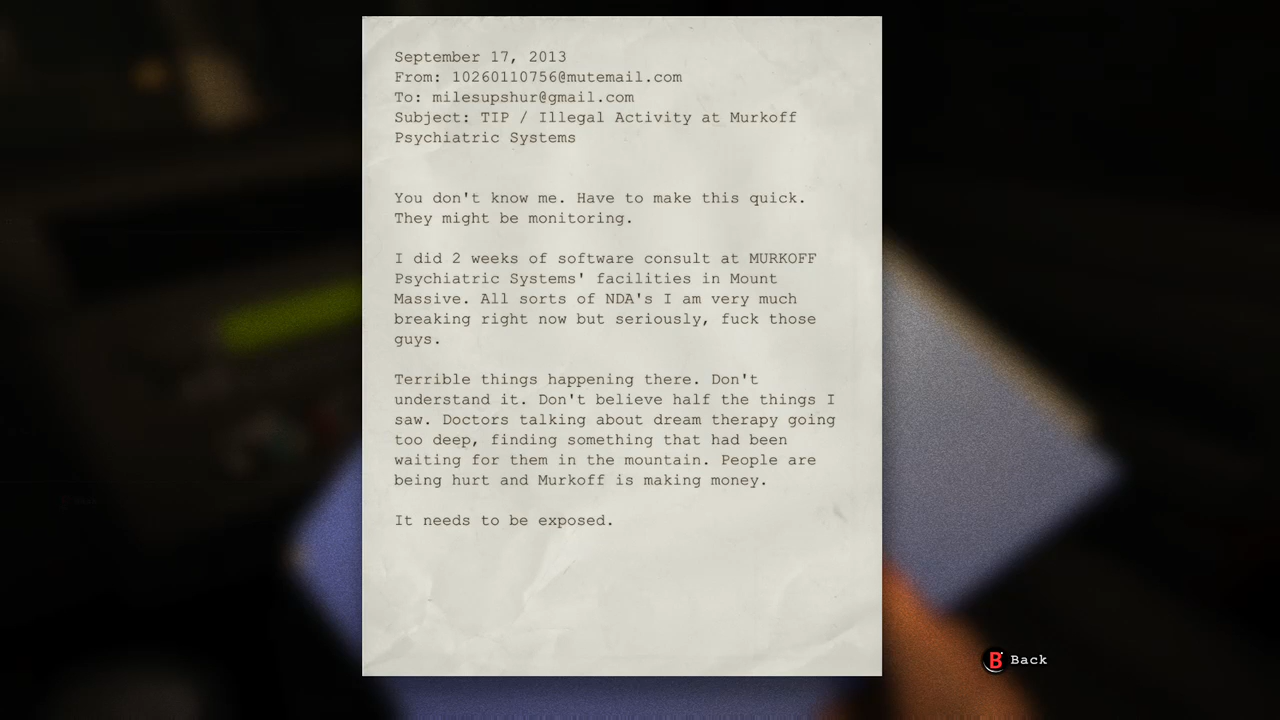 September 17, 2013
From: 10260110756@mutemail.com
To: milesupshur@gmail.com
Subject: TIP / Illegal Activity at Murkoff
Psychiatric Systems
You don't know me. Have to make this quick.
They might be monitoring.
I did 2 weeks of software consult at MURKOFF
Psychiatric Systems' facilities in Mount
Massive. All sorts of NDA's I am very much
breaking right now but seriously, fuck those
guys.
Terrible things happening there. Don't
understand it. Don't believe half the things I
saw. Doctors talking about dream therapy going
too deep, finding something that had been
waiting for them in the mountain. People are
being hurt and Murkoff is making money.
It needs to be exposed.
B Back